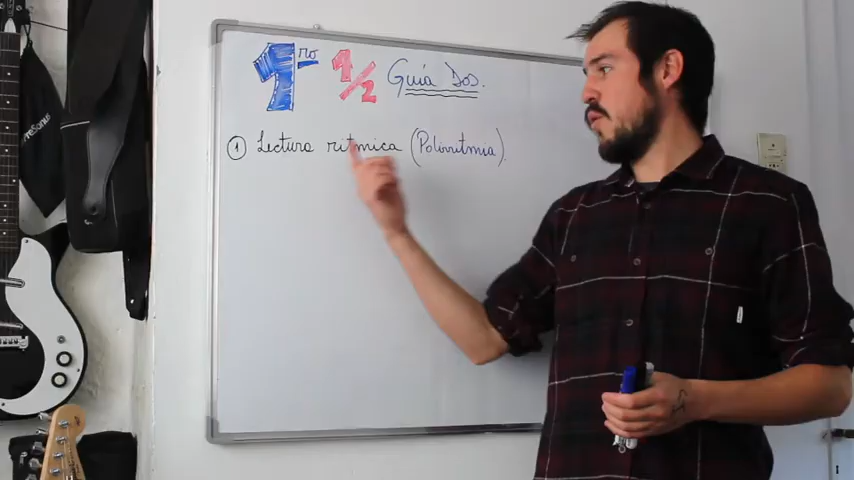 1ro 1/2 Guía Dos.
① Lectura rítmica (Polirritmia).
PreSonus